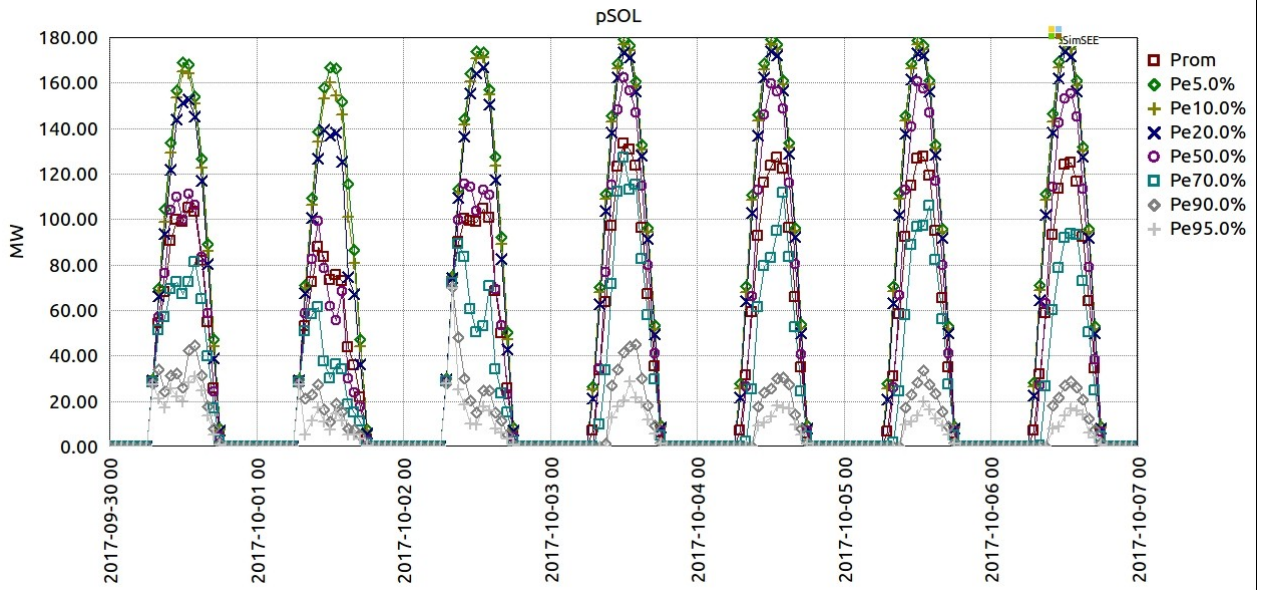 pSOL
SimSEE
180.00
160.00
140.00
120.00
100.00
80.00
60.00
40.00
20.00
0.00
MW
2017-09-30 00
2017-10-01 00
2017-10-02 00
2017-10-03 00
2017-10-04 00
2017-10-05 00
2017-10-06 00
2017-10-07 00
Prom
Pe5.0%
Pe10.0%
Pe20.0%
Pe50.0%
Pe70.0%
Pe90.0%
Pe95.0%